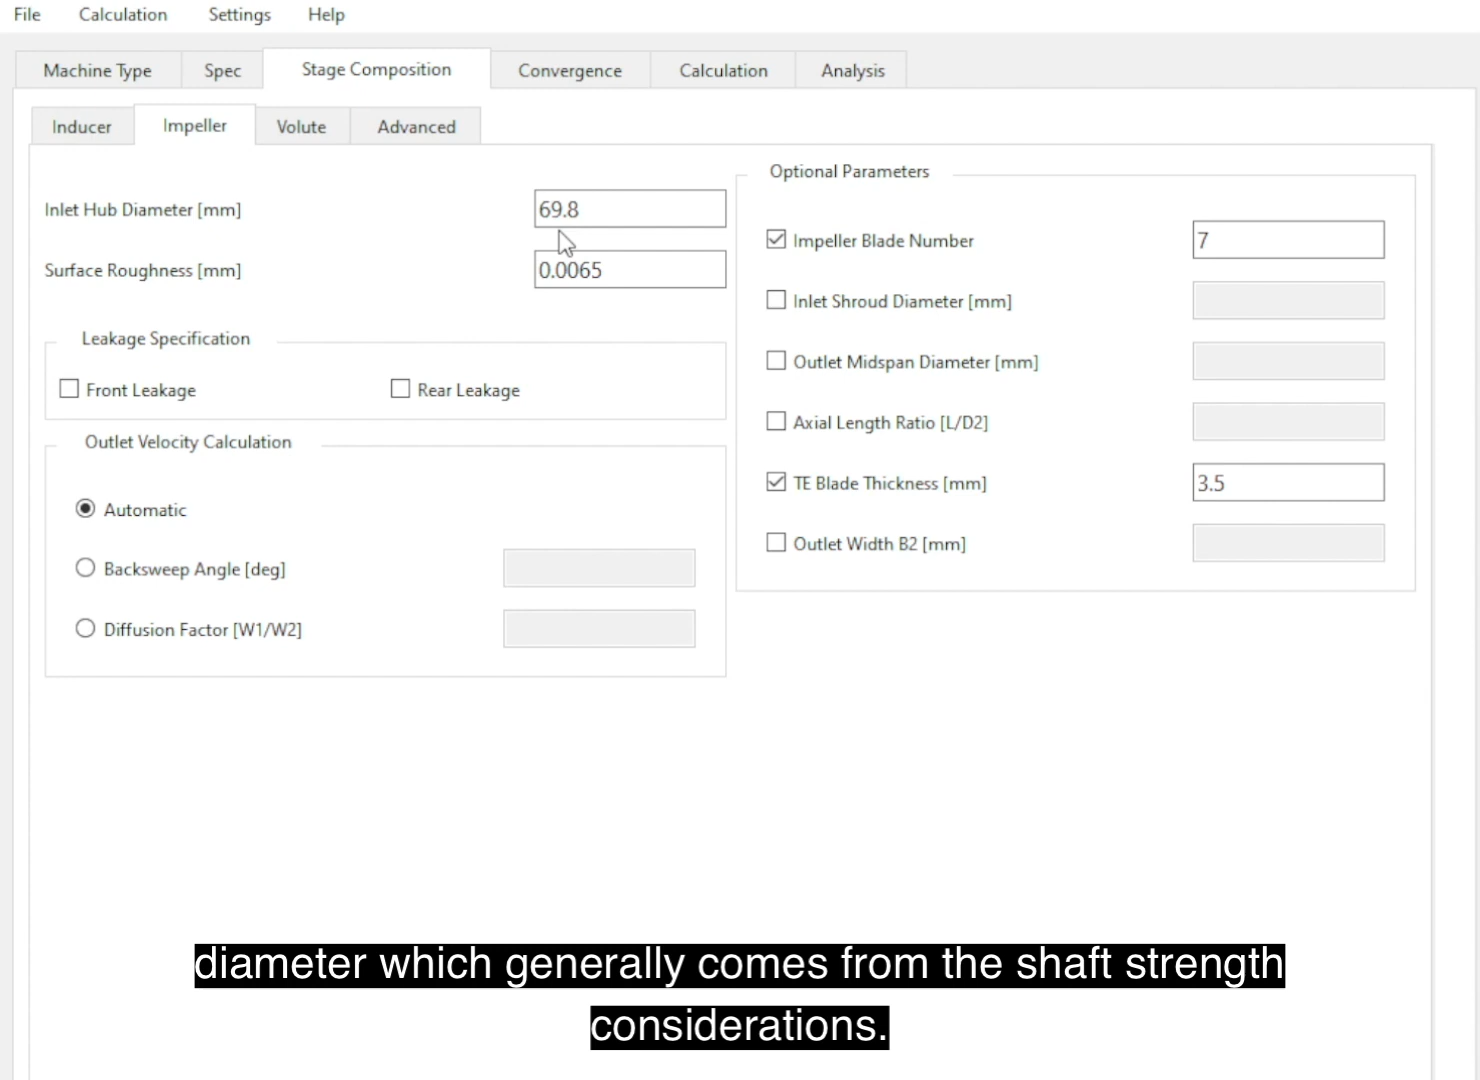 File Calculation Settings Help
Machine Type Spec Stage Composition Convergence Calculation Analysis
Inducer Impeller Volute Advanced
Inlet Hub Diameter [mm] 69.8
Surface Roughness [mm] 0.0065
Leakage Specification
Front Leakage Rear Leakage
Outlet Velocity Calculation
Automatic
Backsweep Angle [deg]
Diffusion Factor [W1/W2]
Optional Parameters
Impeller Blade Number 7
Inlet Shroud Diameter [mm]
Outlet Midspan Diameter [mm]
Axial Length Ratio [L/D2]
TE Blade Thickness [mm] 3.5
Outlet Width B2 [mm]
diameter which generally comes from the shaft strength
considerations.